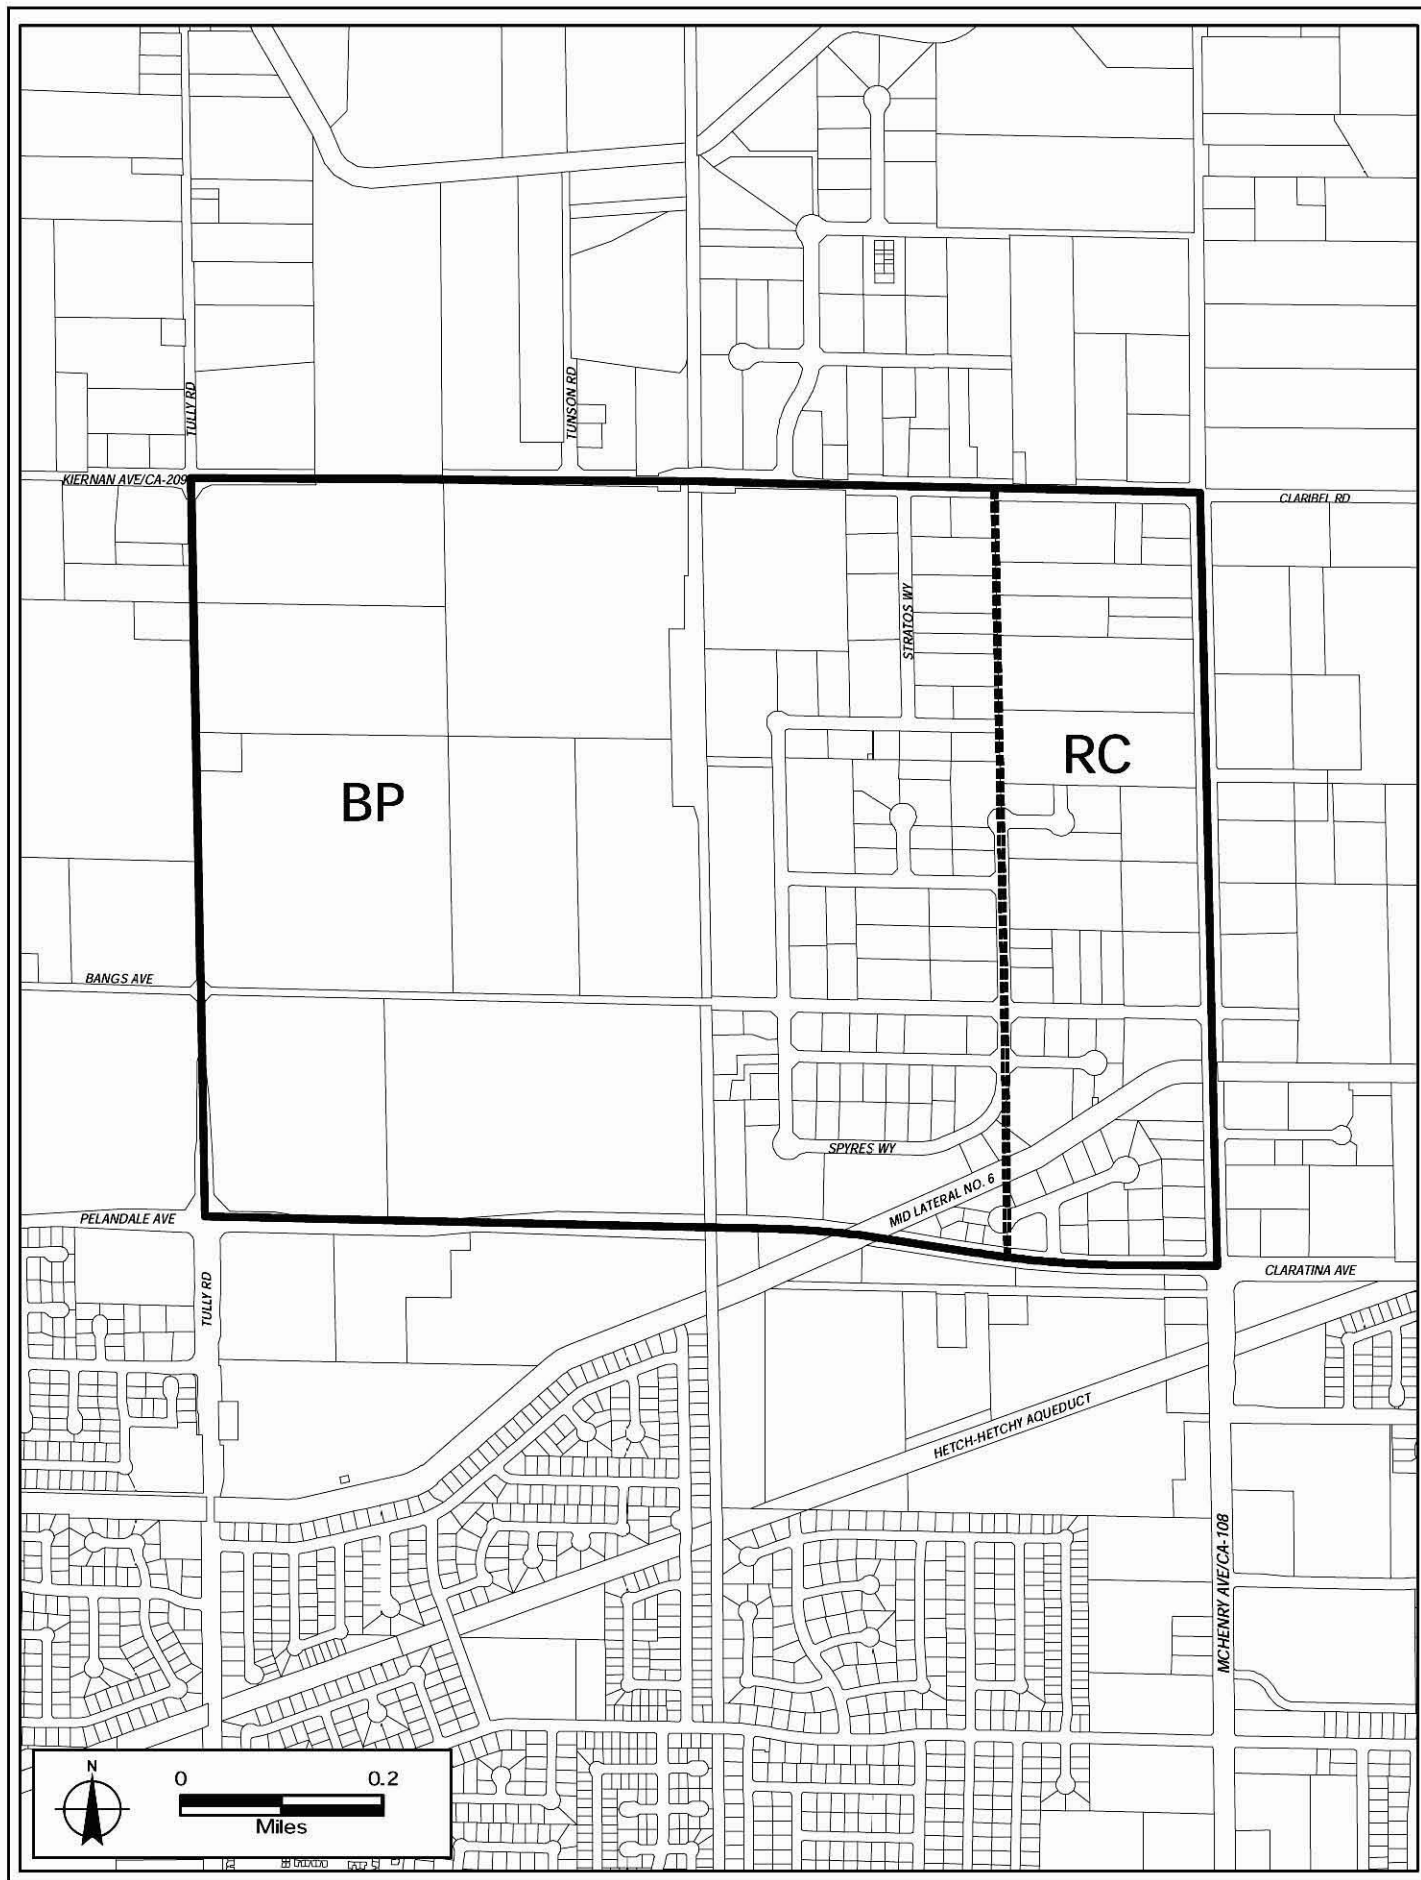 TULLY RD
TUNSON RD
KIERNAN AVE/CA-209
CLARIBEL RD
STRATOS WY
RC
BP
BANGS AVE
SPYRES WY
MID LATERAL NO. 6
PELANDALE AVE
CLARATINA AVE
TULLY RD
HETCH-HETCHY AQUEDUCT
MCHENRY AVE/CA-108
N
0 0.2
Miles